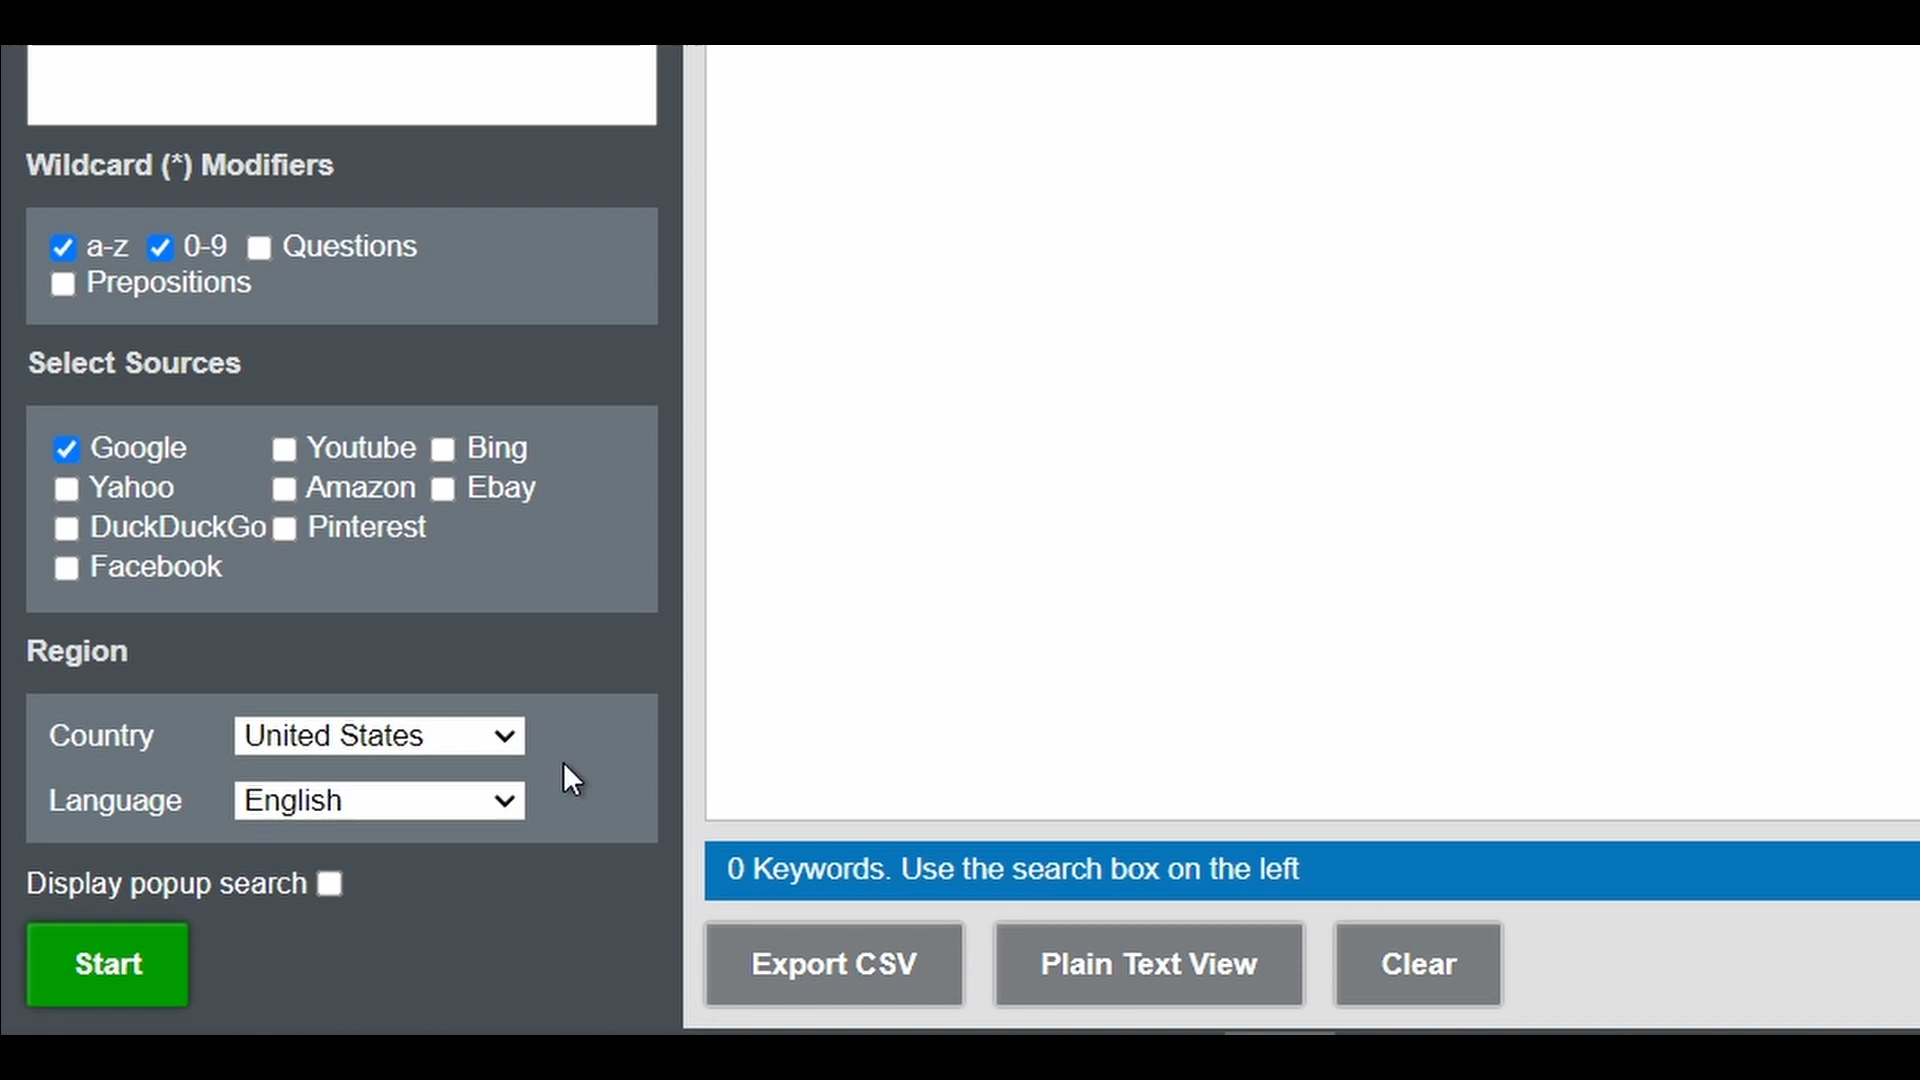 Wildcard (*) Modifiers
a-z 0-9 Questions
Prepositions
Select Sources
Google Youtube Bing
Yahoo Amazon Ebay
DuckDuckGo Pinterest
Facebook
Region
Country United States
Language English
Display popup search
Start
0 Keywords. Use the search box on the left
Export CSV Plain Text View Clear